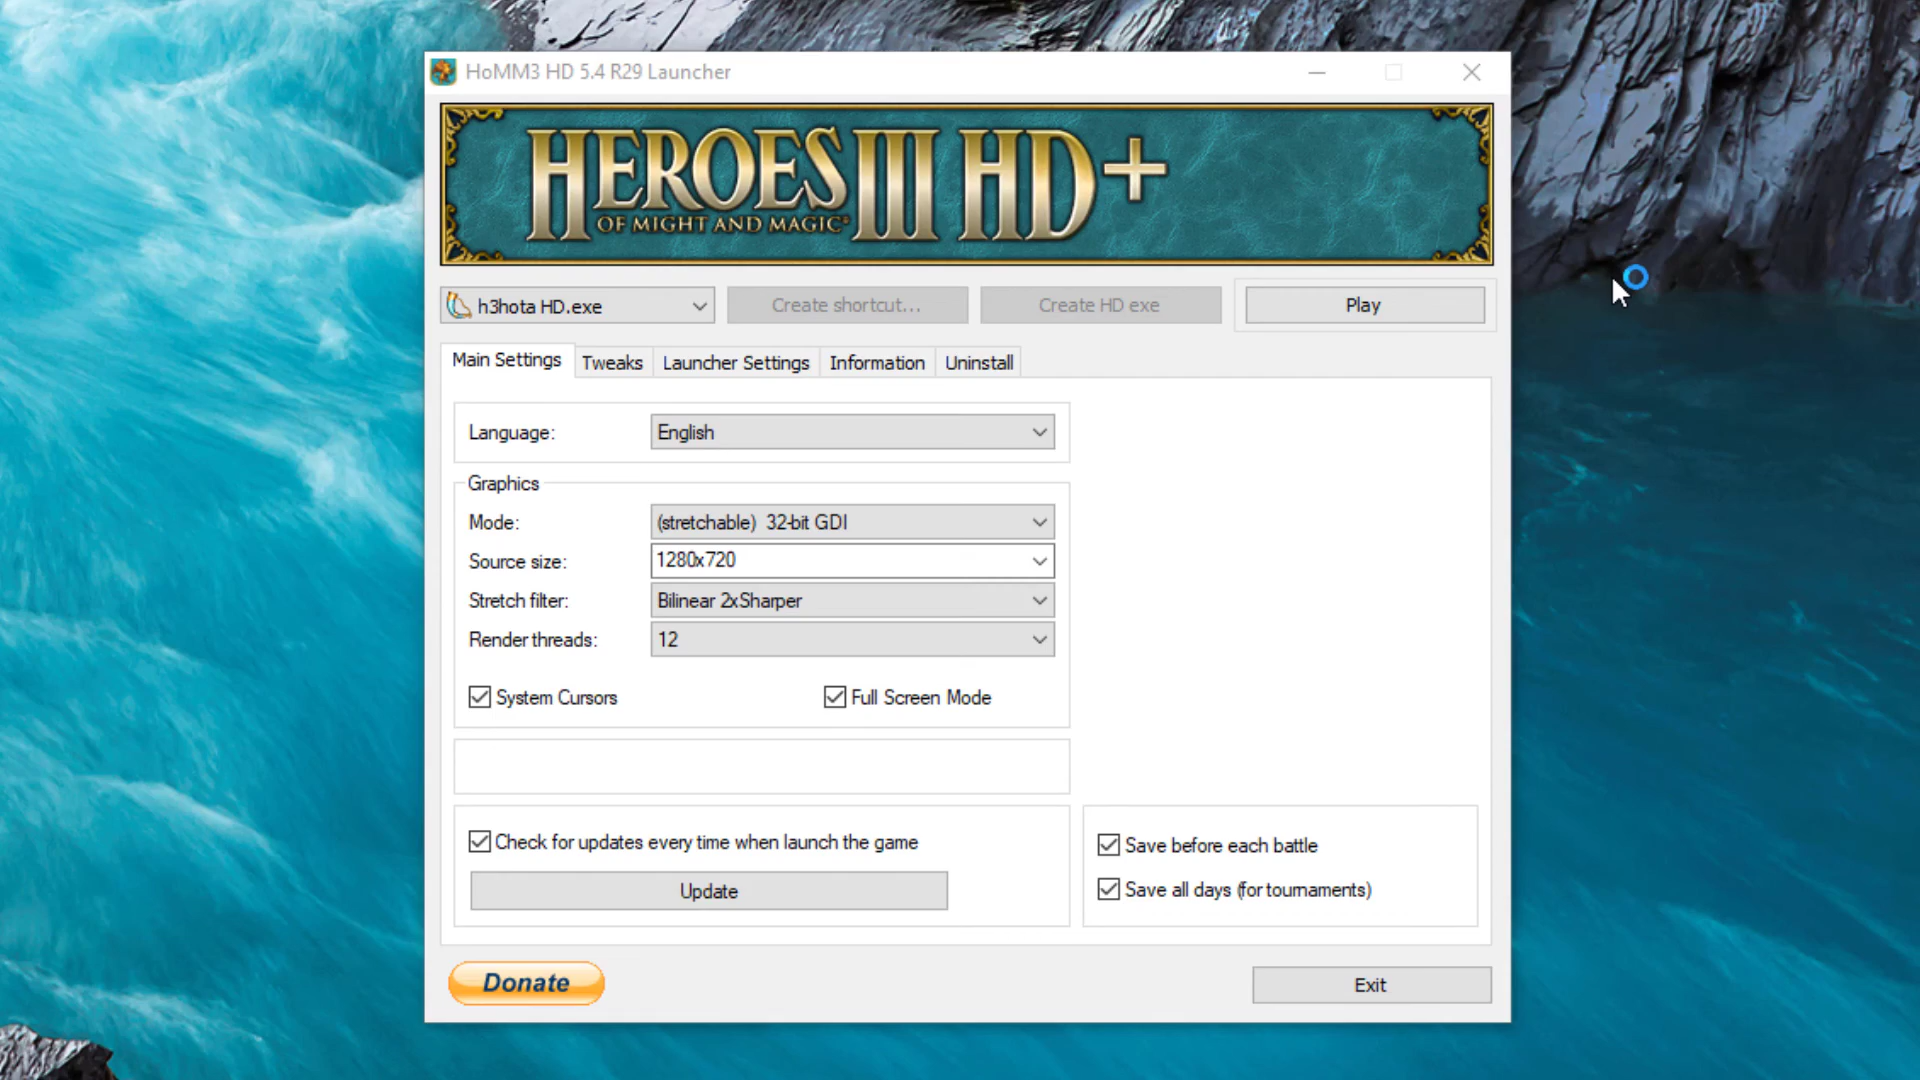 HoMM3 HD 5.4 R29 Launcher
HEROES III HD+
OF MIGHT AND MAGIC®
h3hota HD.exe
Create shortcut...
Create HD exe
Play
Main Settings
Tweaks
Launcher Settings
Information
Uninstall
Language:
English
Graphics
Mode:
(stretchable) 32-bit GDI
Source size:
1280x720
Stretch filter:
Bilinear 2xSharper
Render threads:
12
System Cursors
Full Screen Mode
Check for updates every time when launch the game
Update
Save before each battle
Save all days (for tournaments)
Donate
Exit